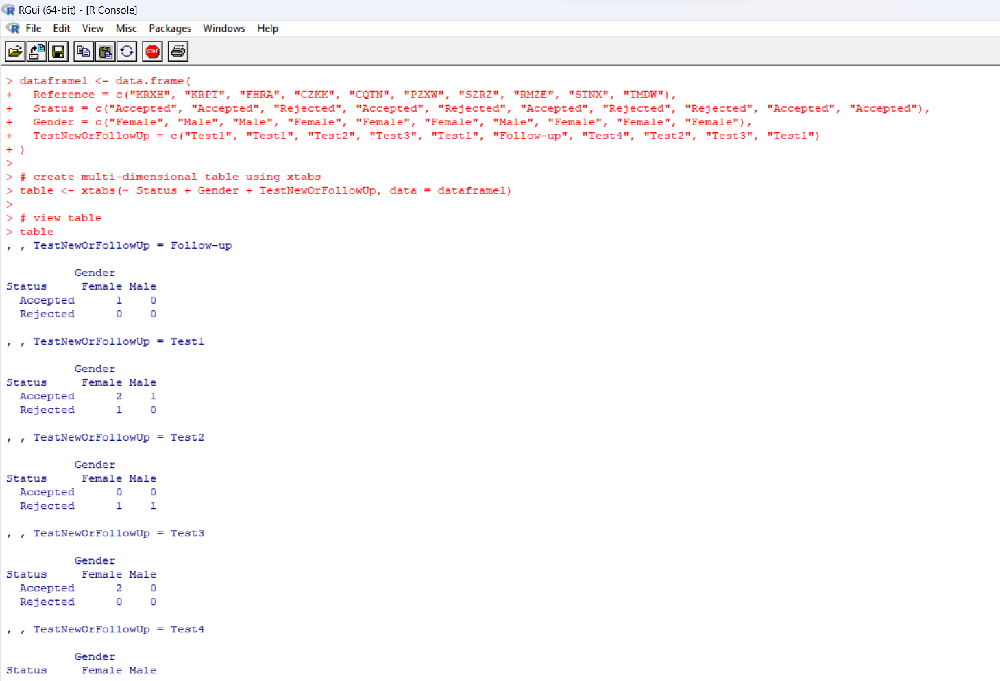 RGui (64-bit) - [R Console]
File Edit View Misc Packages Windows Help
STOP
> dataframe1 <- data.frame(
+   Reference = c("KRXH", "KRPT", "FHRA", "CZKK", "CQTN", "PZXW", "SZRZ", "RMZE", "STNX", "TMDW"),
+   Status = c("Accepted", "Accepted", "Rejected", "Accepted", "Rejected", "Accepted", "Rejected", "Rejected", "Accepted", "Accepted"),
+   Gender = c("Female", "Male", "Male", "Female", "Female", "Female", "Male", "Female", "Female", "Female"),
+   TestNewOrFollowUp = c("Test1", "Test1", "Test2", "Test3", "Test1", "Follow-up", "Test4", "Test2", "Test3", "Test1")
+ )
>
> # create multi-dimensional table using xtabs
> table <- xtabs(~ Status + Gender + TestNewOrFollowUp, data = dataframe1)
>
> # view table
> table
, , TestNewOrFollowUp = Follow-up
          Gender
Status     Female Male
  Accepted      1    0
  Rejected      0    0
, , TestNewOrFollowUp = Test1
          Gender
Status     Female Male
  Accepted      2    1
  Rejected      1    0
, , TestNewOrFollowUp = Test2
          Gender
Status     Female Male
  Accepted      0    0
  Rejected      1    1
, , TestNewOrFollowUp = Test3
          Gender
Status     Female Male
  Accepted      2    0
  Rejected      0    0
, , TestNewOrFollowUp = Test4
          Gender
Status     Female Male